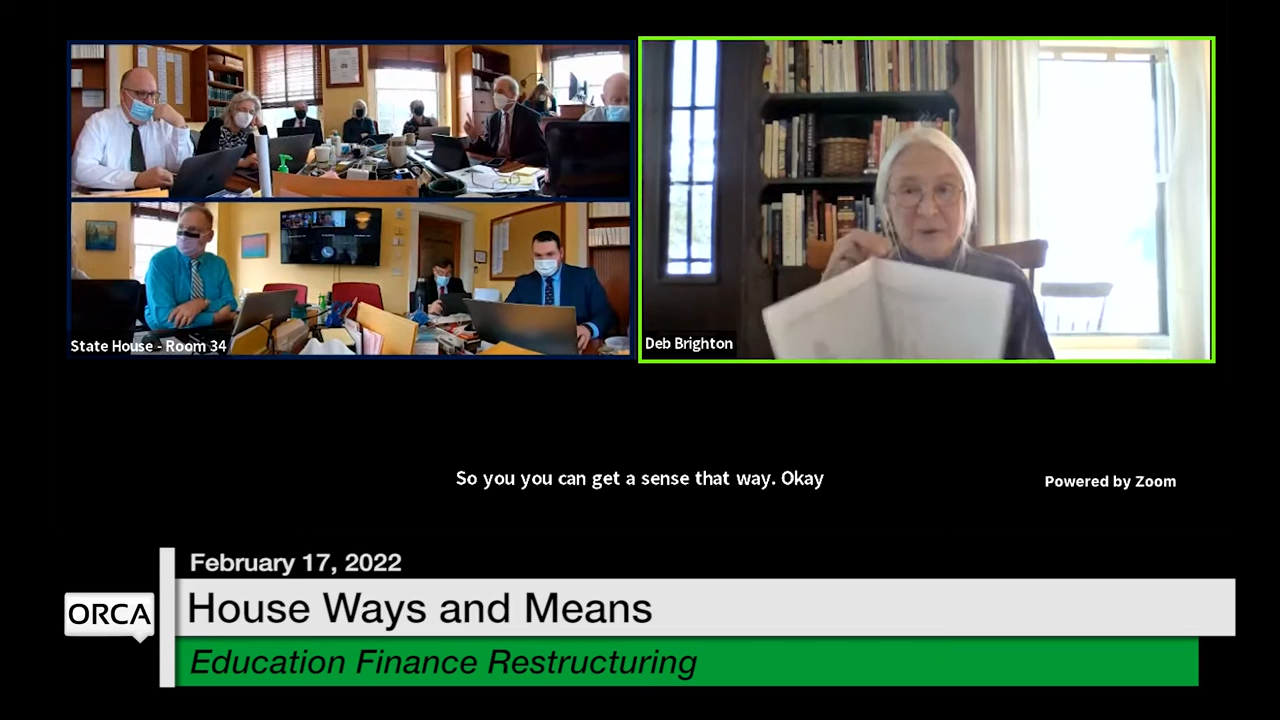 State House - Room 34
Deb Brighton
So you you can get a sense that way. Okay
Powered by Zoom
February 17, 2022
ORCA
House Ways and Means
Education Finance Restructuring